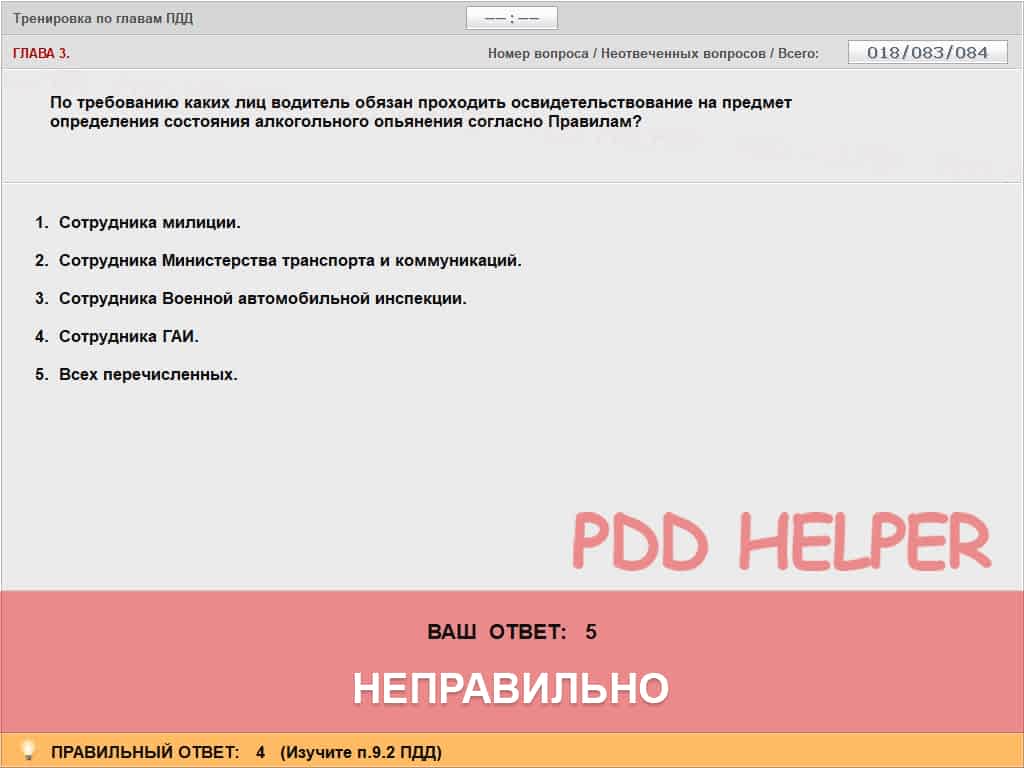 Тренировка по главам ПДД
−− : −−
ГЛАВА 3.
Номер вопроса / Неотвеченных вопросов / Всего:
018/083/084
По требованию каких лиц водитель обязан проходить освидетельствование на предмет
определения состояния алкогольного опьянения согласно Правилам?
1. Сотрудника милиции.
2. Сотрудника Министерства транспорта и коммуникаций.
3. Сотрудника Военной автомобильной инспекции.
4. Сотрудника ГАИ.
5. Всех перечисленных.
PDD HELPER
ВАШ ОТВЕТ: 5
НЕПРАВИЛЬНО
ПРАВИЛЬНЫЙ ОТВЕТ: 4 (Изучите п.9.2 ПДД)